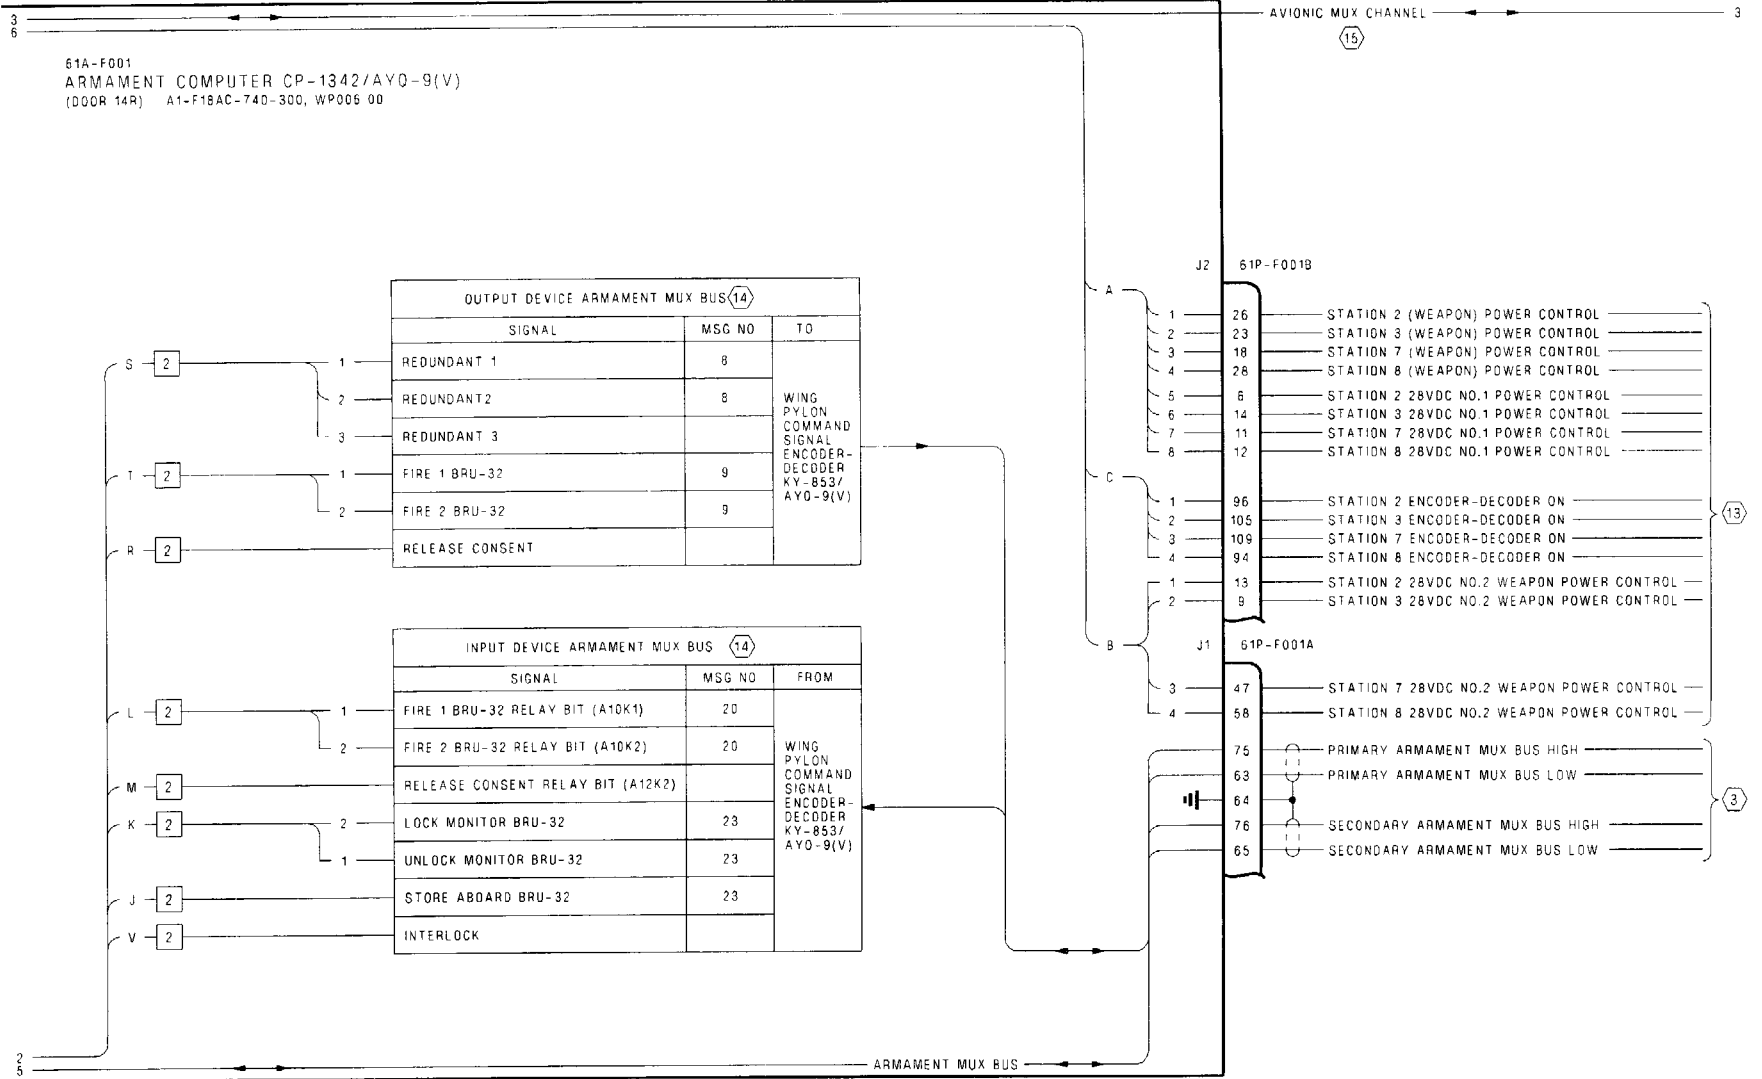 3 AVIONIC MUX CHANNEL 3
6
15
61A-F001
ARMAMENT COMPUTER CP-1342/AYQ-9(V)
(DOOR 14R) A1-F18AC-740-300, WP005 00
J2 61P-F001B
A
1 26 STATION 2 (WEAPON) POWER CONTROL
2 23 STATION 3 (WEAPON) POWER CONTROL
3 18 STATION 7 (WEAPON) POWER CONTROL
4 28 STATION 8 (WEAPON) POWER CONTROL
5 6 STATION 2 28VDC NO.1 POWER CONTROL
6 14 STATION 3 28VDC NO.1 POWER CONTROL
7 11 STATION 7 28VDC NO.1 POWER CONTROL
8 12 STATION 8 28VDC NO.1 POWER CONTROL
C
1 96 STATION 2 ENCODER-DECODER ON
2 105 STATION 3 ENCODER-DECODER ON
3 109 STATION 7 ENCODER-DECODER ON
4 94 STATION 8 ENCODER-DECODER ON
13
1 13 STATION 2 28VDC NO.2 WEAPON POWER CONTROL
2 9 STATION 3 28VDC NO.2 WEAPON POWER CONTROL
B
J1 61P-F001A
3 47 STATION 7 28VDC NO.2 WEAPON POWER CONTROL
4 58 STATION 8 28VDC NO.2 WEAPON POWER CONTROL
75 PRIMARY ARMAMENT MUX BUS HIGH
63 PRIMARY ARMAMENT MUX BUS LOW
64
3
76 SECONDARY ARMAMENT MUX BUS HIGH
65 SECONDARY ARMAMENT MUX BUS LOW
OUTPUT DEVICE ARMAMENT MUX BUS 14
SIGNAL MSG NO TO
S 2 1 REDUNDANT 1 8
2 REDUNDANT2 8
3 REDUNDANT 3
T 2 1 FIRE 1 BRU-32 9
2 FIRE 2 BRU-32 9
R 2 RELEASE CONSENT
WING
PYLON
COMMAND
SIGNAL
ENCODER-
DECODER
KY-853/
AYQ-9(V)
INPUT DEVICE ARMAMENT MUX BUS 14
SIGNAL MSG NO FROM
L 2 1 FIRE 1 BRU-32 RELAY BIT (A10K1) 20
2 FIRE 2 BRU-32 RELAY BIT (A10K2) 20
M 2 RELEASE CONSENT RELAY BIT (A12K2)
K 2 2 LOCK MONITOR BRU-32 23
1 UNLOCK MONITOR BRU-32 23
J 2 STORE ABOARD BRU-32 23
V 2 INTERLOCK
WING
PYLON
COMMAND
SIGNAL
ENCODER-
DECODER
KY-853/
AYQ-9(V)
2
5 ARMAMENT MUX BUS